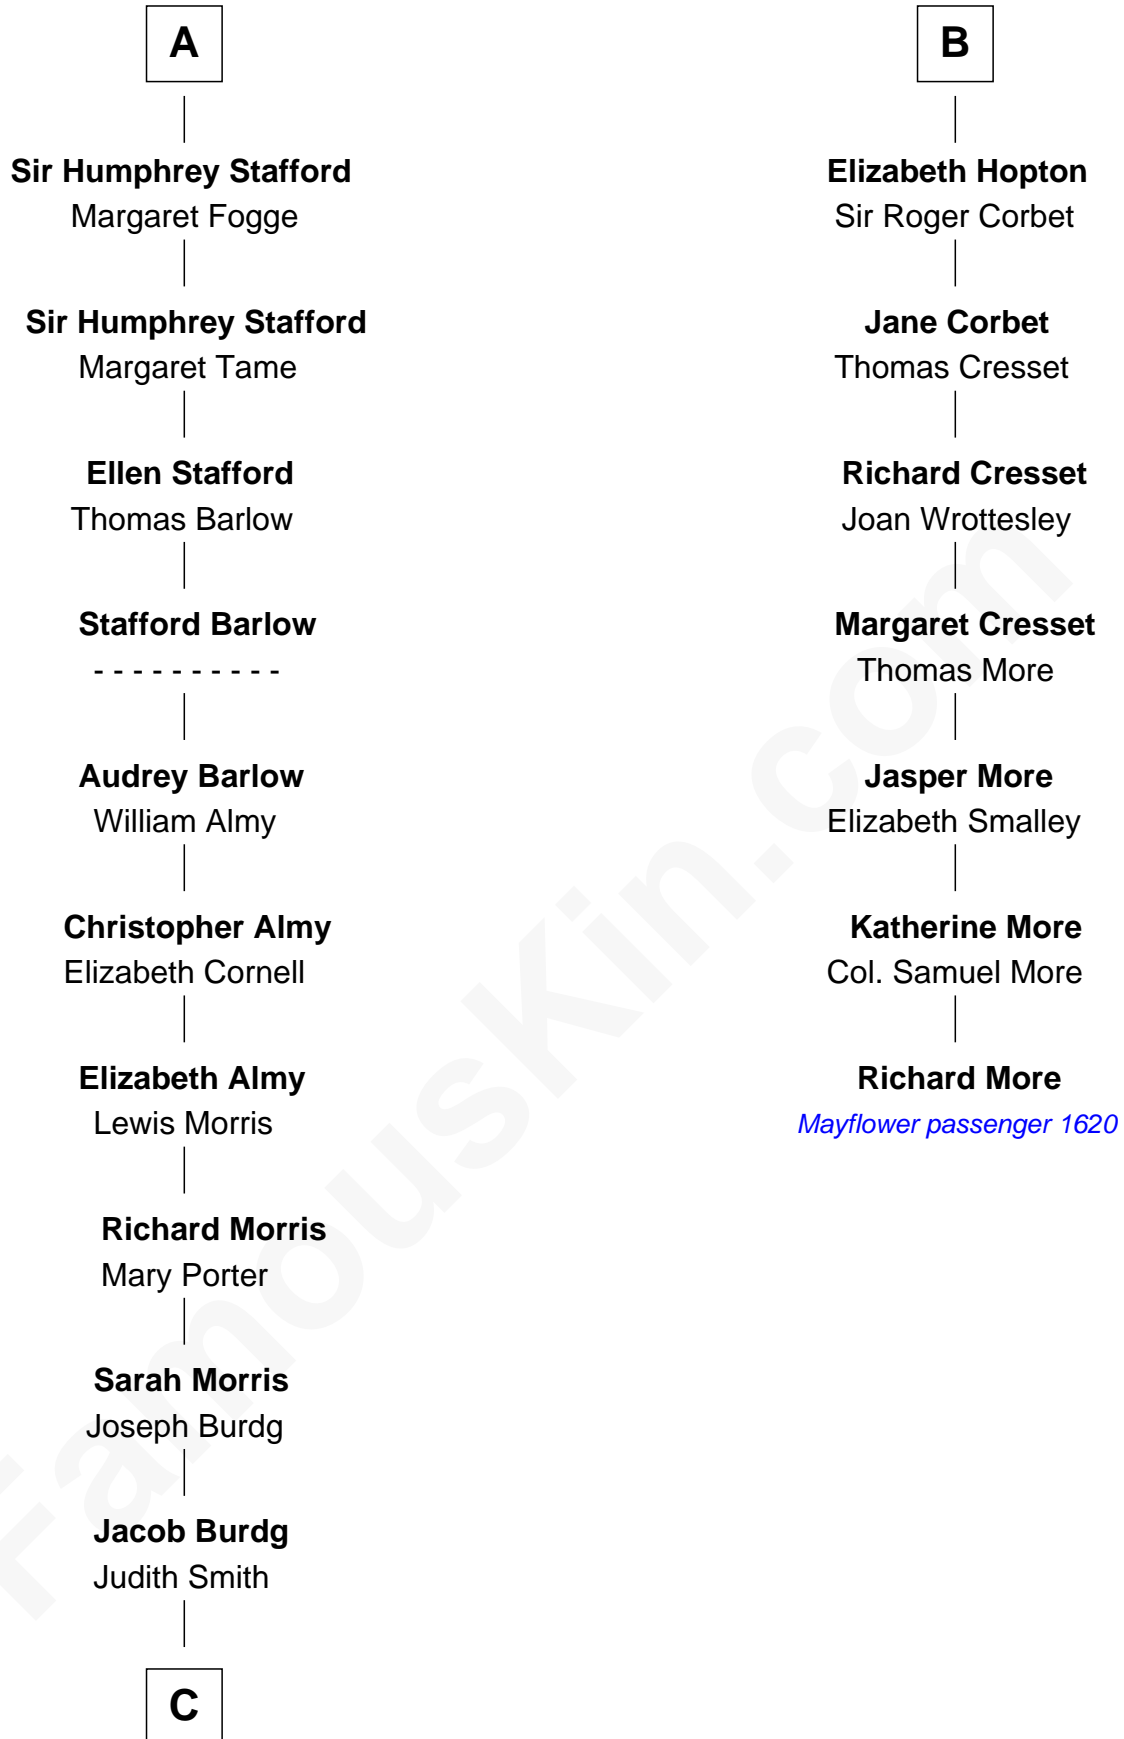 A
Sir Humphrey Stafford
Margaret Fogge
Sir Humphrey Stafford
Margaret Tame
Ellen Stafford
Thomas Barlow
Stafford Barlow
- - - - - - - - - -
Audrey Barlow
William Almy
Christopher Almy
Elizabeth Cornell
Elizabeth Almy
Lewis Morris
Richard Morris
Mary Porter
Sarah Morris
Joseph Burdg
Jacob Burdg
Judith Smith
C
B
Elizabeth Hopton
Sir Roger Corbet
Jane Corbet
Thomas Cresset
Richard Cresset
Joan Wrottesley
Margaret Cresset
Thomas More
Jasper More
Elizabeth Smalley
Katherine More
Col. Samuel More
Richard More
Mayflower passenger 1620
FamousKin.com